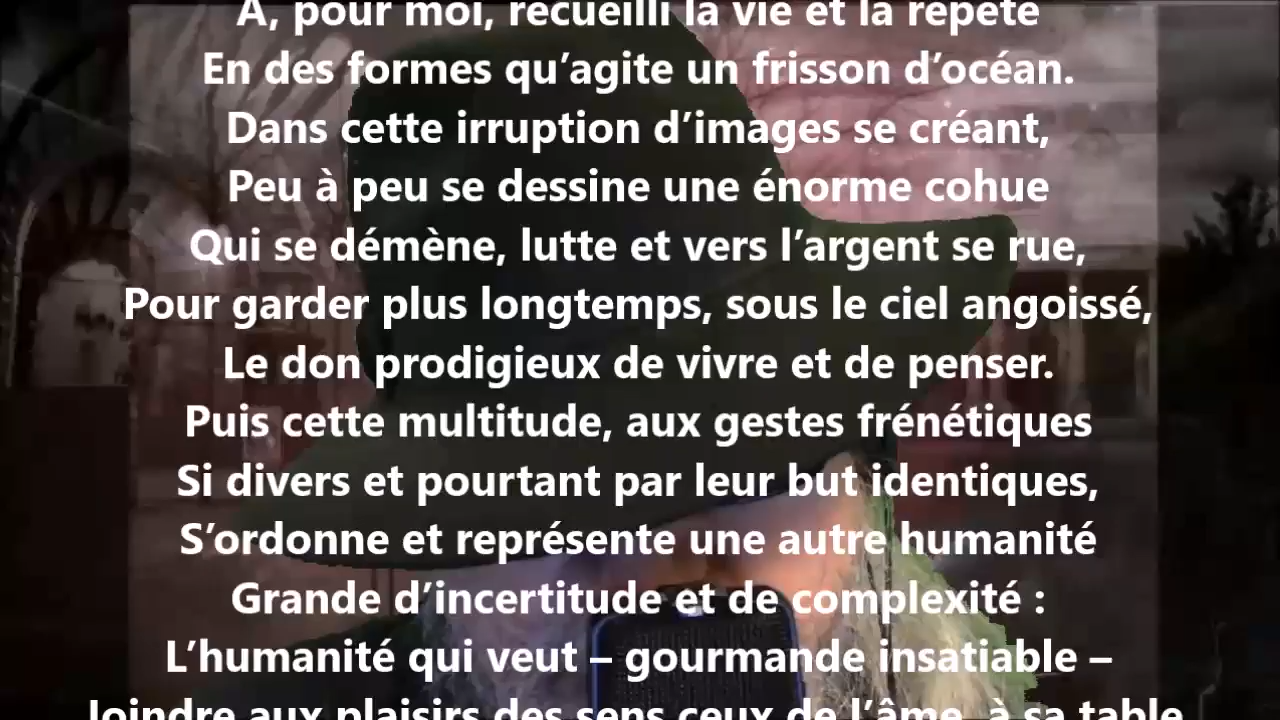 A, pour moi, recueilli la vie et la répète
En des formes qu’agite un frisson d’océan.
Dans cette irruption d’images se créant,
Peu à peu se dessine une énorme cohue
Qui se démène, lutte et vers l’argent se rue,
Pour garder plus longtemps, sous le ciel angoissé,
Le don prodigieux de vivre et de penser.
Puis cette multitude, aux gestes frénétiques
Si divers et pourtant par leur but identiques,
S’ordonne et représente une autre humanité
Grande d’incertitude et de complexité :
L’humanité qui veut – gourmande insatiable –
Joindre aux plaisirs des sens ceux de l’âme, à sa table